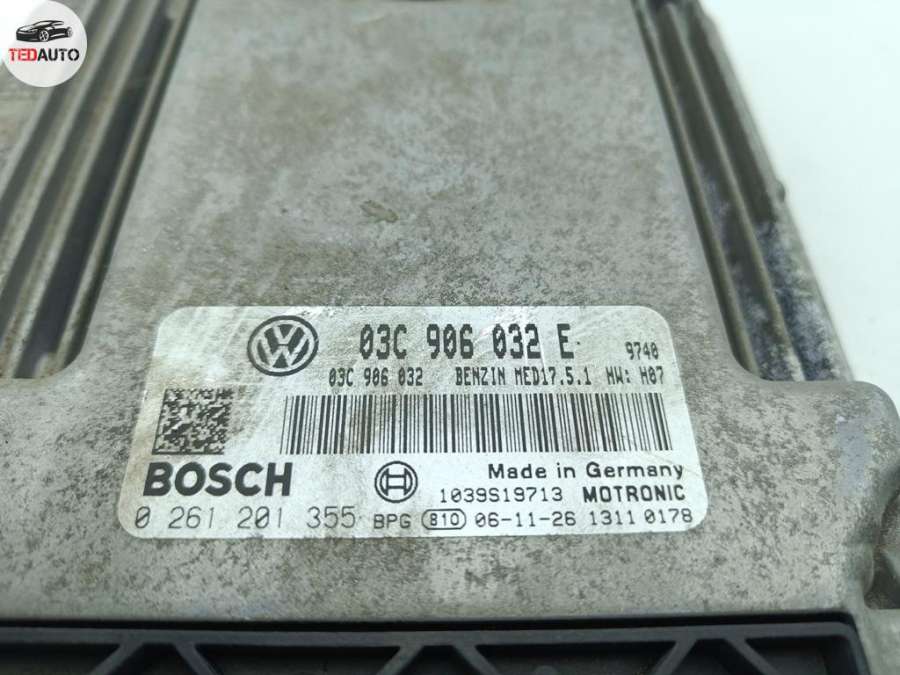 TEDAUTO
03C 906 032 E 9740
03C 906 032 BENZIN MED17.5.1 HW: H07
BOSCH Made in Germany
1039S19713 MOTRONIC
0 261 201 355 BPG 810 06-11-26 1311 0178